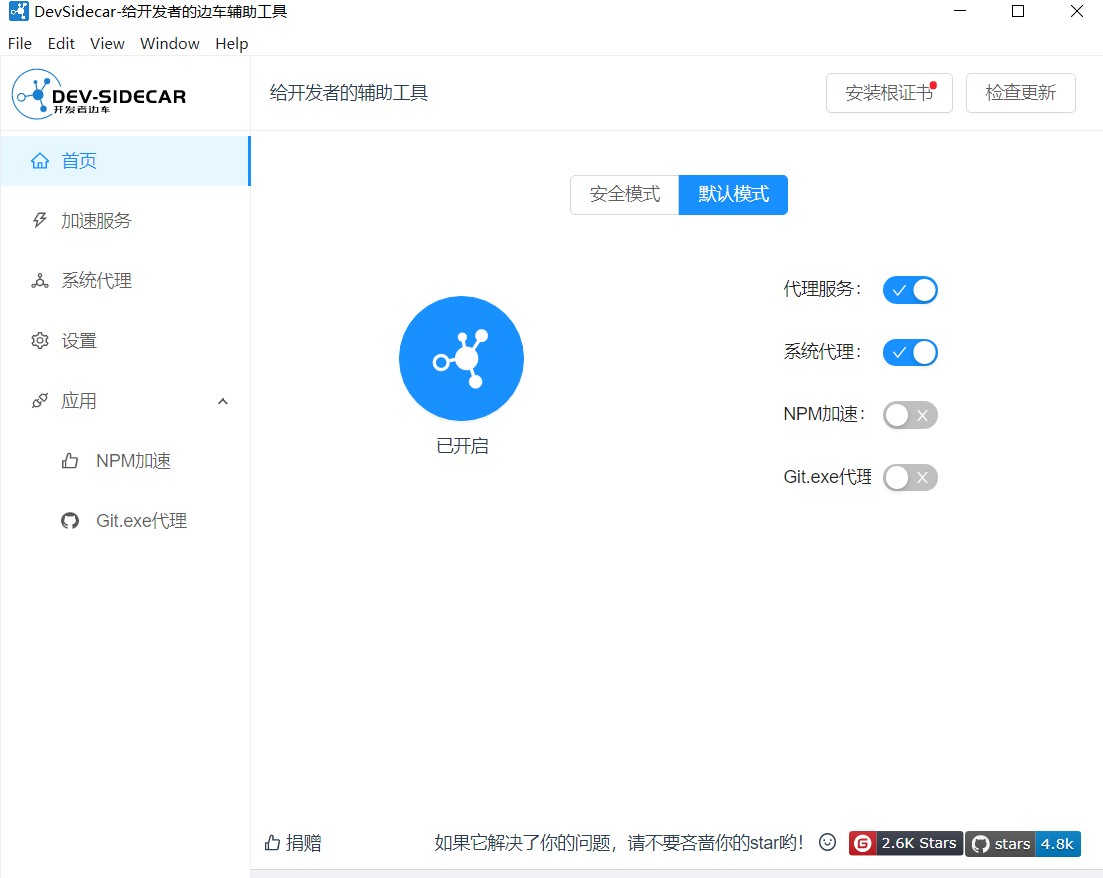 DevSidecar-给开发者的边车辅助工具
File Edit View Window Help
DEV-SIDECAR
开发者边车
给开发者的辅助工具
安装根证书
检查更新
首页
加速服务
系统代理
设置
应用
NPM加速
Git.exe代理
安全模式
默认模式
已开启
代理服务：
系统代理：
NPM加速：
Git.exe代理
捐赠
如果它解决了你的问题，请不要吝啬你的star哟！
G 2.6K Stars
stars 4.8k